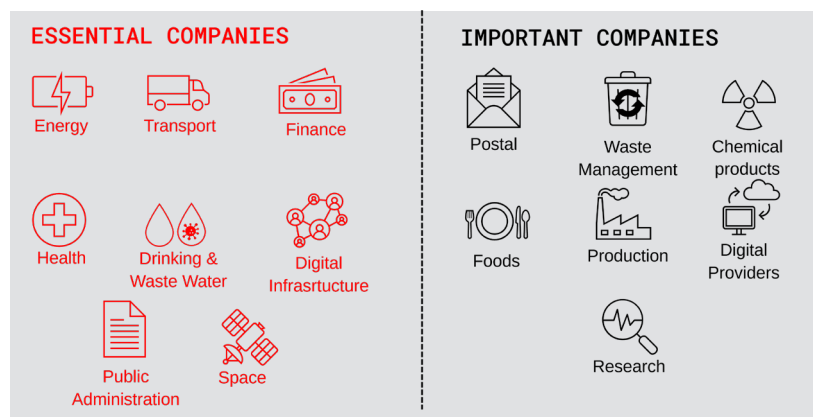 ESSENTIAL COMPANIES
Energy
Transport
Finance
Health
Drinking &
Waste Water
Digital
Infrasrtucture
Public
Administration
Space
IMPORTANT COMPANIES
Postal
Waste
Management
Chemical
products
Foods
Production
Digital
Providers
Research